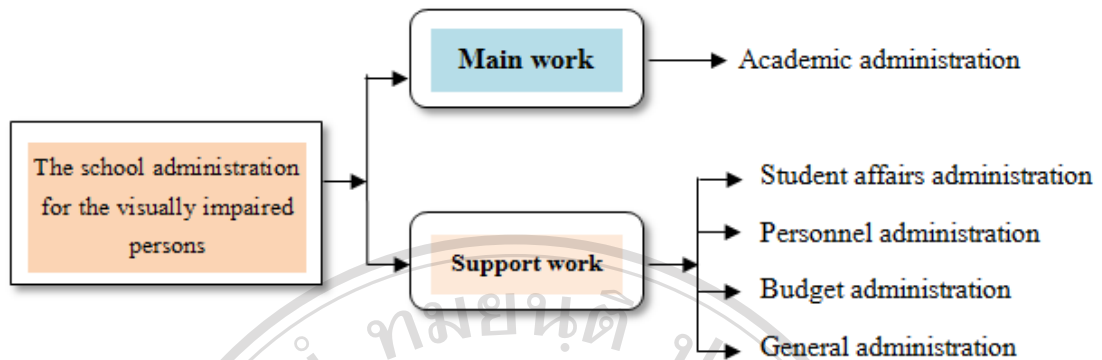 Main work
Academic administration
The school administration
for the visually impaired
persons
Student affairs administration
Personnel administration
Support work
Budget administration
General administration